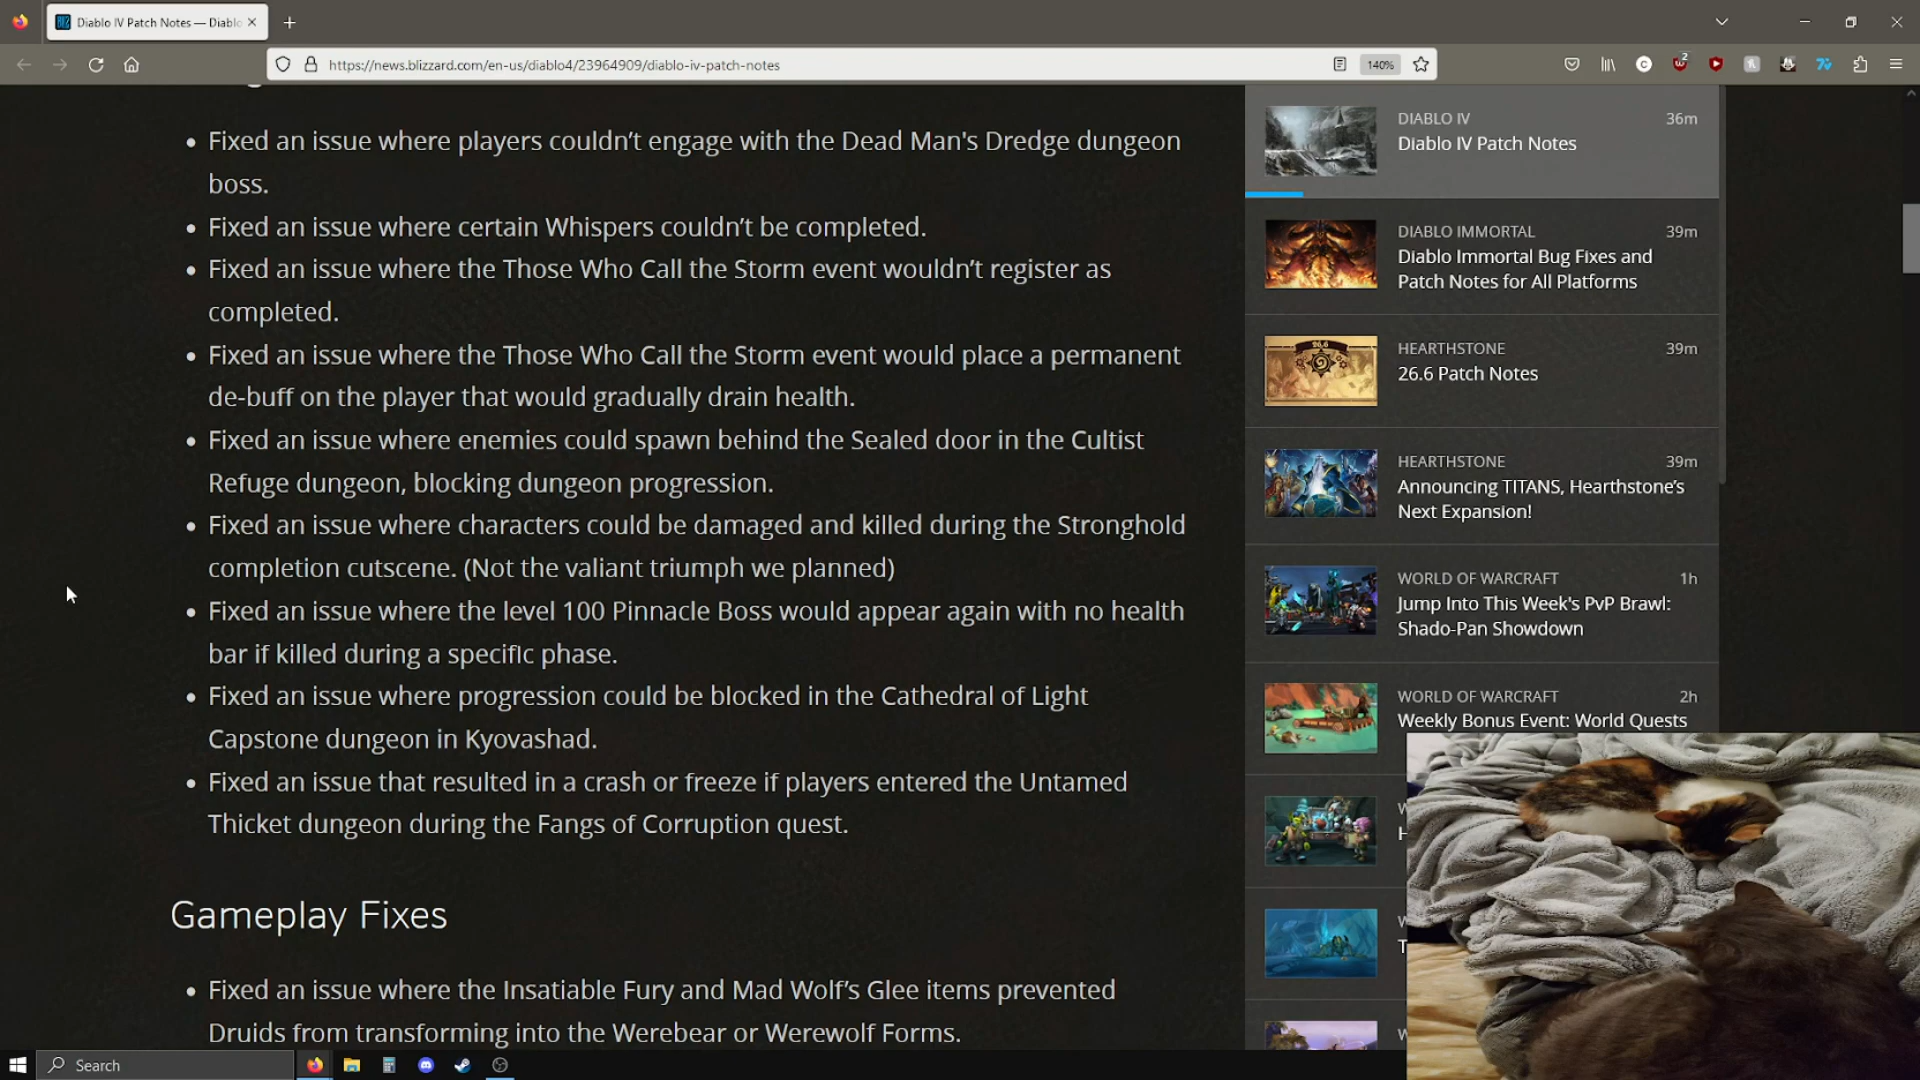 Diablo IV Patch Notes — Diablo
https://news.blizzard.com/en-us/diablo4/23964909/diablo-iv-patch-notes
140%
2
• Fixed an issue where players couldn’t engage with the Dead Man's Dredge dungeon
boss.
• Fixed an issue where certain Whispers couldn’t be completed.
• Fixed an issue where the Those Who Call the Storm event wouldn’t register as
completed.
• Fixed an issue where the Those Who Call the Storm event would place a permanent
de-buff on the player that would gradually drain health.
• Fixed an issue where enemies could spawn behind the Sealed door in the Cultist
Refuge dungeon, blocking dungeon progression.
• Fixed an issue where characters could be damaged and killed during the Stronghold
completion cutscene. (Not the valiant triumph we planned)
• Fixed an issue where the level 100 Pinnacle Boss would appear again with no health
bar if killed during a specific phase.
• Fixed an issue where progression could be blocked in the Cathedral of Light
Capstone dungeon in Kyovashad.
• Fixed an issue that resulted in a crash or freeze if players entered the Untamed
Thicket dungeon during the Fangs of Corruption quest.
Gameplay Fixes
• Fixed an issue where the Insatiable Fury and Mad Wolf’s Glee items prevented
Druids from transforming into the Werebear or Werewolf Forms.
DIABLO IV 36m
Diablo IV Patch Notes
DIABLO IMMORTAL 39m
Diablo Immortal Bug Fixes and
Patch Notes for All Platforms
HEARTHSTONE 39m
26.6 Patch Notes
HEARTHSTONE 39m
Announcing TITANS, Hearthstone’s
Next Expansion!
WORLD OF WARCRAFT 1h
Jump Into This Week's PvP Brawl:
Shado-Pan Showdown
WORLD OF WARCRAFT 2h
Weekly Bonus Event: World Quests
Search